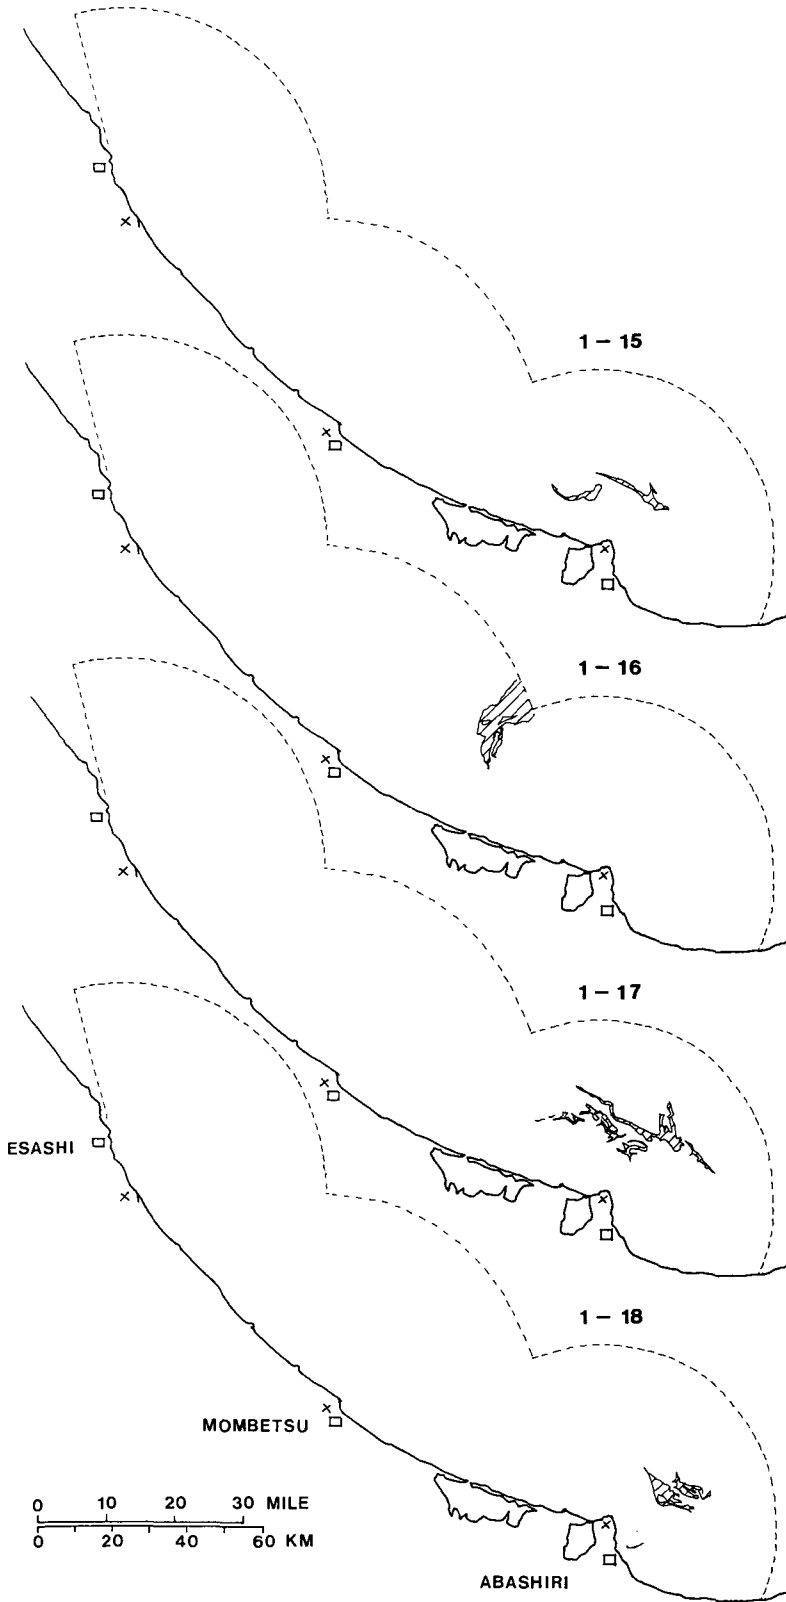 1 – 15
1 – 16
1 – 17
ESASHI
1 – 18
MOMBETSU
0 10 20 30 MILE
0 20 40 60 KM
ABASHIRI